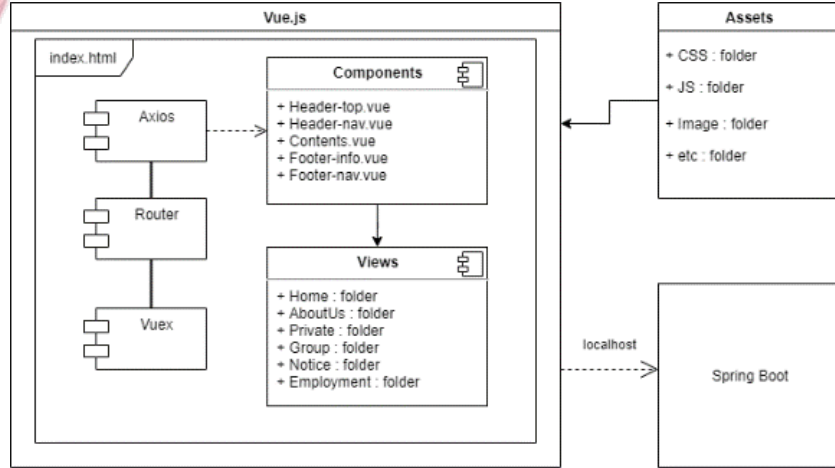 Vue.js
index.html
Axios
Router
Vuex
Components
+ Header-top.vue
+ Header-nav.vue
+ Contents.vue
+ Footer-info.vue
+ Footer-nav.vue
Views
+ Home : folder
+ AboutUs : folder
+ Private : folder
+ Group : folder
+ Notice : folder
+ Employment : folder
Assets
+ CSS : folder
+ JS : folder
+ Image : folder
+ etc : folder
localhost
Spring Boot